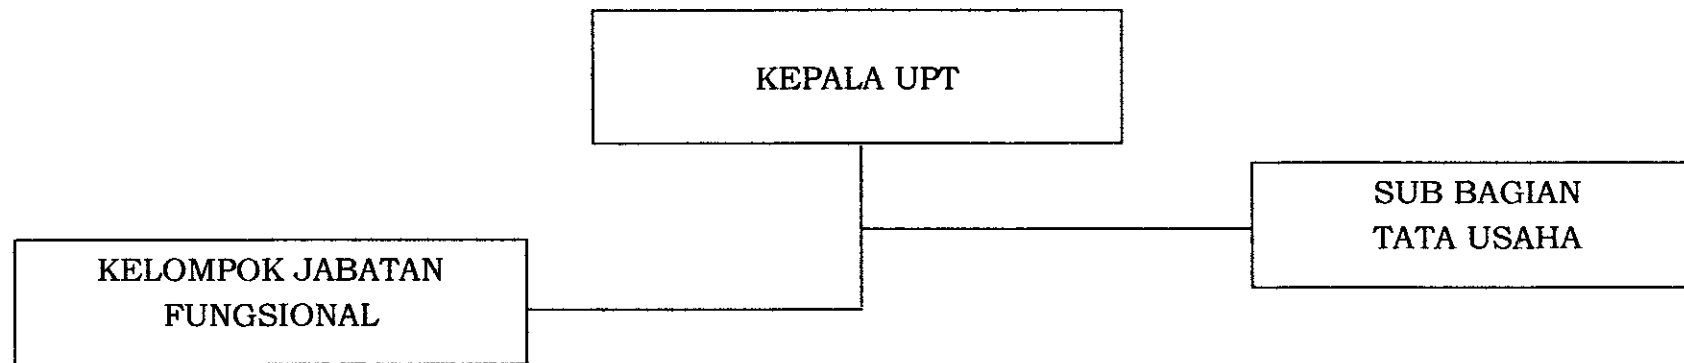 KEPALA UPT
SUB BAGIAN
TATA USAHA
KELOMPOK JABATAN
FUNGSIONAL